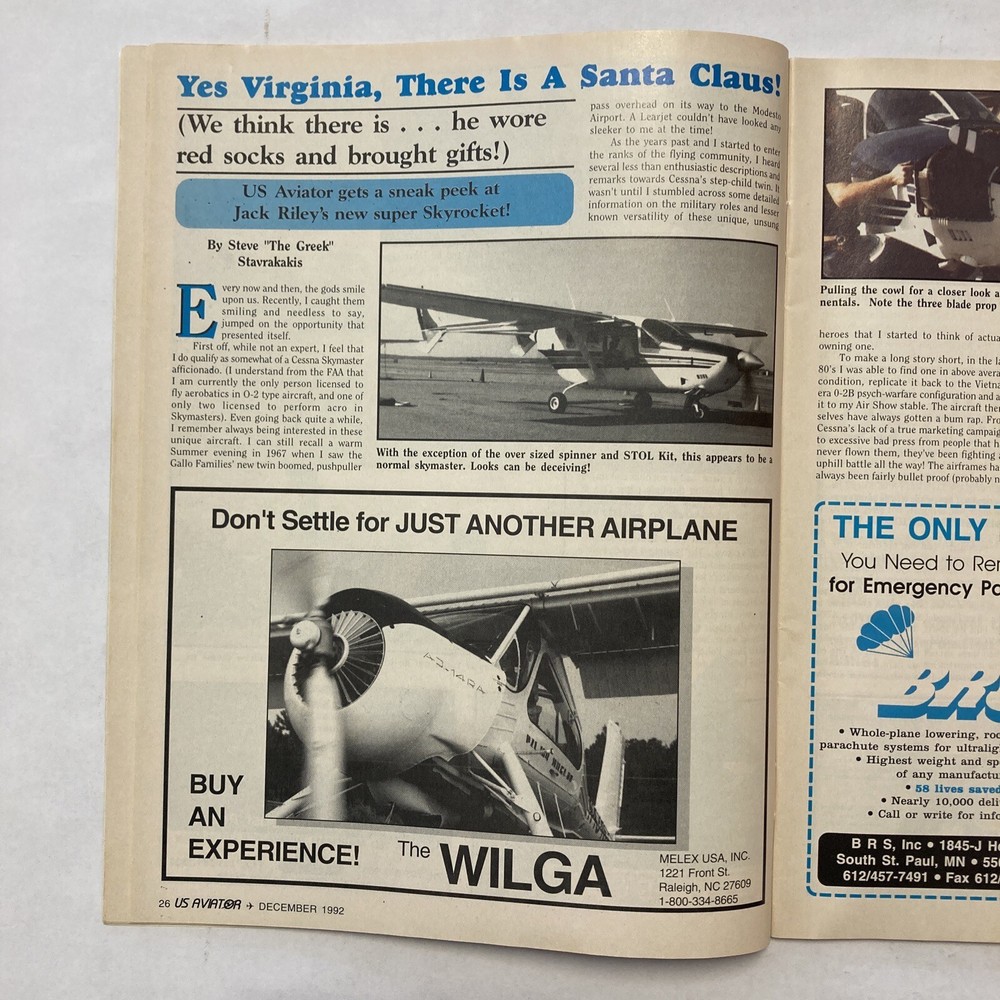 Yes Virginia, There Is A Santa Claus!
(We think there is . . . he wore
red socks and brought gifts!)
US Aviator gets a sneak peek at
Jack Riley's new super Skyrocket!
By Steve "The Greek"
Stavrakakis
Every now and then, the gods smile
upon us. Recently, I caught them
smiling and needless to say,
jumped on the opportunity that
presented itself.
First off, while not an expert, I feel that
I do qualify as somewhat of a Cessna Skymaster
afficionado. (I understand from the FAA that
I am currently the only person licensed to
fly aerobatics in O-2 type aircraft, and one of
only two licensed to perform acro in
Skymasters). Even going back quite a while,
I remember always being interested in these
unique aircraft. I can still recall a warm
Summer evening in 1967 when I saw the
Gallo Families' new twin boomed, pushpuller
pass overhead on its way to the Modesto
Airport. A Learjet couldn't have looked any
sleeker to me at the time!
As the years past and I started to enter
the ranks of the flying community, I heard
several less than enthusiastic descriptions and
remarks towards Cessna's step-child twin. It
wasn't until I stumbled across some detailed
information on the military roles and lesser
known versatility of these unique, unsung
With the exception of the over sized spinner and STOL Kit, this appears to be a
normal skymaster. Looks can be deceiving!
Don't Settle for JUST ANOTHER AIRPLANE
BUY
AN
EXPERIENCE!
The WILGA
MELEX USA, INC.
1221 Front St.
Raleigh, NC 27609
1-800-334-8665
26 US AVIATOR ✈ DECEMBER 1992
Pulling the cowl for a closer look a
nentals. Note the three blade prop
heroes that I started to think of actua
owning one.
To make a long story short, in the la
80's I was able to find one in above avera
condition, replicate it back to the Vietna
era 0-2B psych-warfare configuration and a
it to my Air Show stable. The aircraft the
selves have always gotten a bum rap. Fro
Cessna's lack of a true marketing campaig
to excessive bad press from people that h
never flown them, they've been fighting a
uphill battle all the way! The airframes ha
always been fairly bullet proof (probably n
THE ONLY
You Need to Rem
for Emergency Pa
BRS
• Whole-plane lowering, roc
parachute systems for ultralig
• Highest weight and spe
of any manufactu
• 58 lives saved
• Nearly 10,000 deli
• Call or write for info
B R S, Inc • 1845-J He
South St. Paul, MN • 550
612/457-7491 • Fax 612/